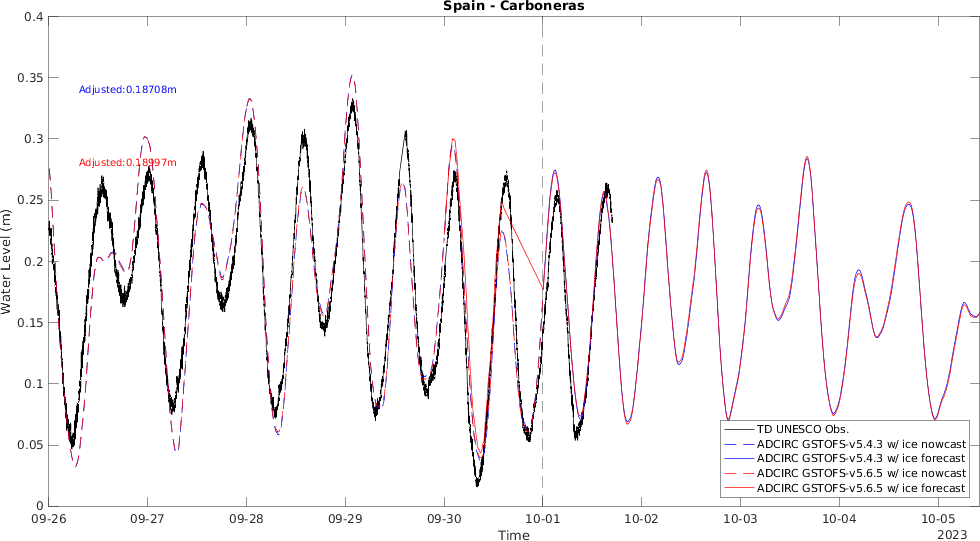 Spain - Carboneras
0.4
0.35
Adjusted:0.18708m
0.3
Adjusted:0.18997m
0.25
0.2
0.15
0.1
0.05
0
Water Level (m)
TD UNESCO Obs.
ADCIRC GSTOFS-v5.4.3 w/ ice nowcast
ADCIRC GSTOFS-v5.4.3 w/ ice forecast
ADCIRC GSTOFS-v5.6.5 w/ ice nowcast
ADCIRC GSTOFS-v5.6.5 w/ ice forecast
09-26 09-27 09-28 09-29 09-30 10-01 10-02 10-03 10-04 10-05
Time
2023